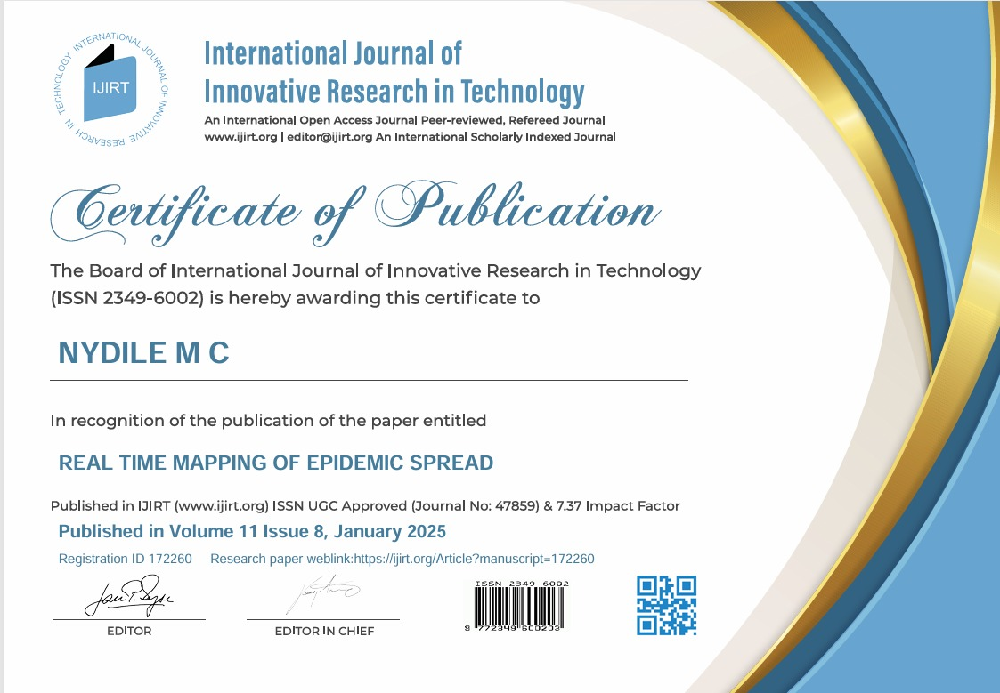 INTERNATIONAL JOURNAL OF INNOVATIVE RESEARCH IN TECHNOLOGY
IJIRT
International Journal of
Innovative Research in Technology
An International Open Access Journal Peer-reviewed, Refereed Journal
www.ijirt.org | editor@ijirt.org An International Scholarly Indexed Journal
Certificate of Publication
The Board of International Journal of Innovative Research in Technology
(ISSN 2349-6002) is hereby awarding this certificate to
NYDILE M C
In recognition of the publication of the paper entitled
REAL TIME MAPPING OF EPIDEMIC SPREAD
Published in IJIRT (www.ijirt.org) ISSN UGC Approved (Journal No: 47859) & 7.37 Impact Factor
Published in Volume 11 Issue 8, January 2025
Registration ID 172260 Research paper weblink:https://ijirt.org/Article?manuscript=172260
EDITOR
EDITOR IN CHIEF
ISSN 2349-6002
9 772349 600203